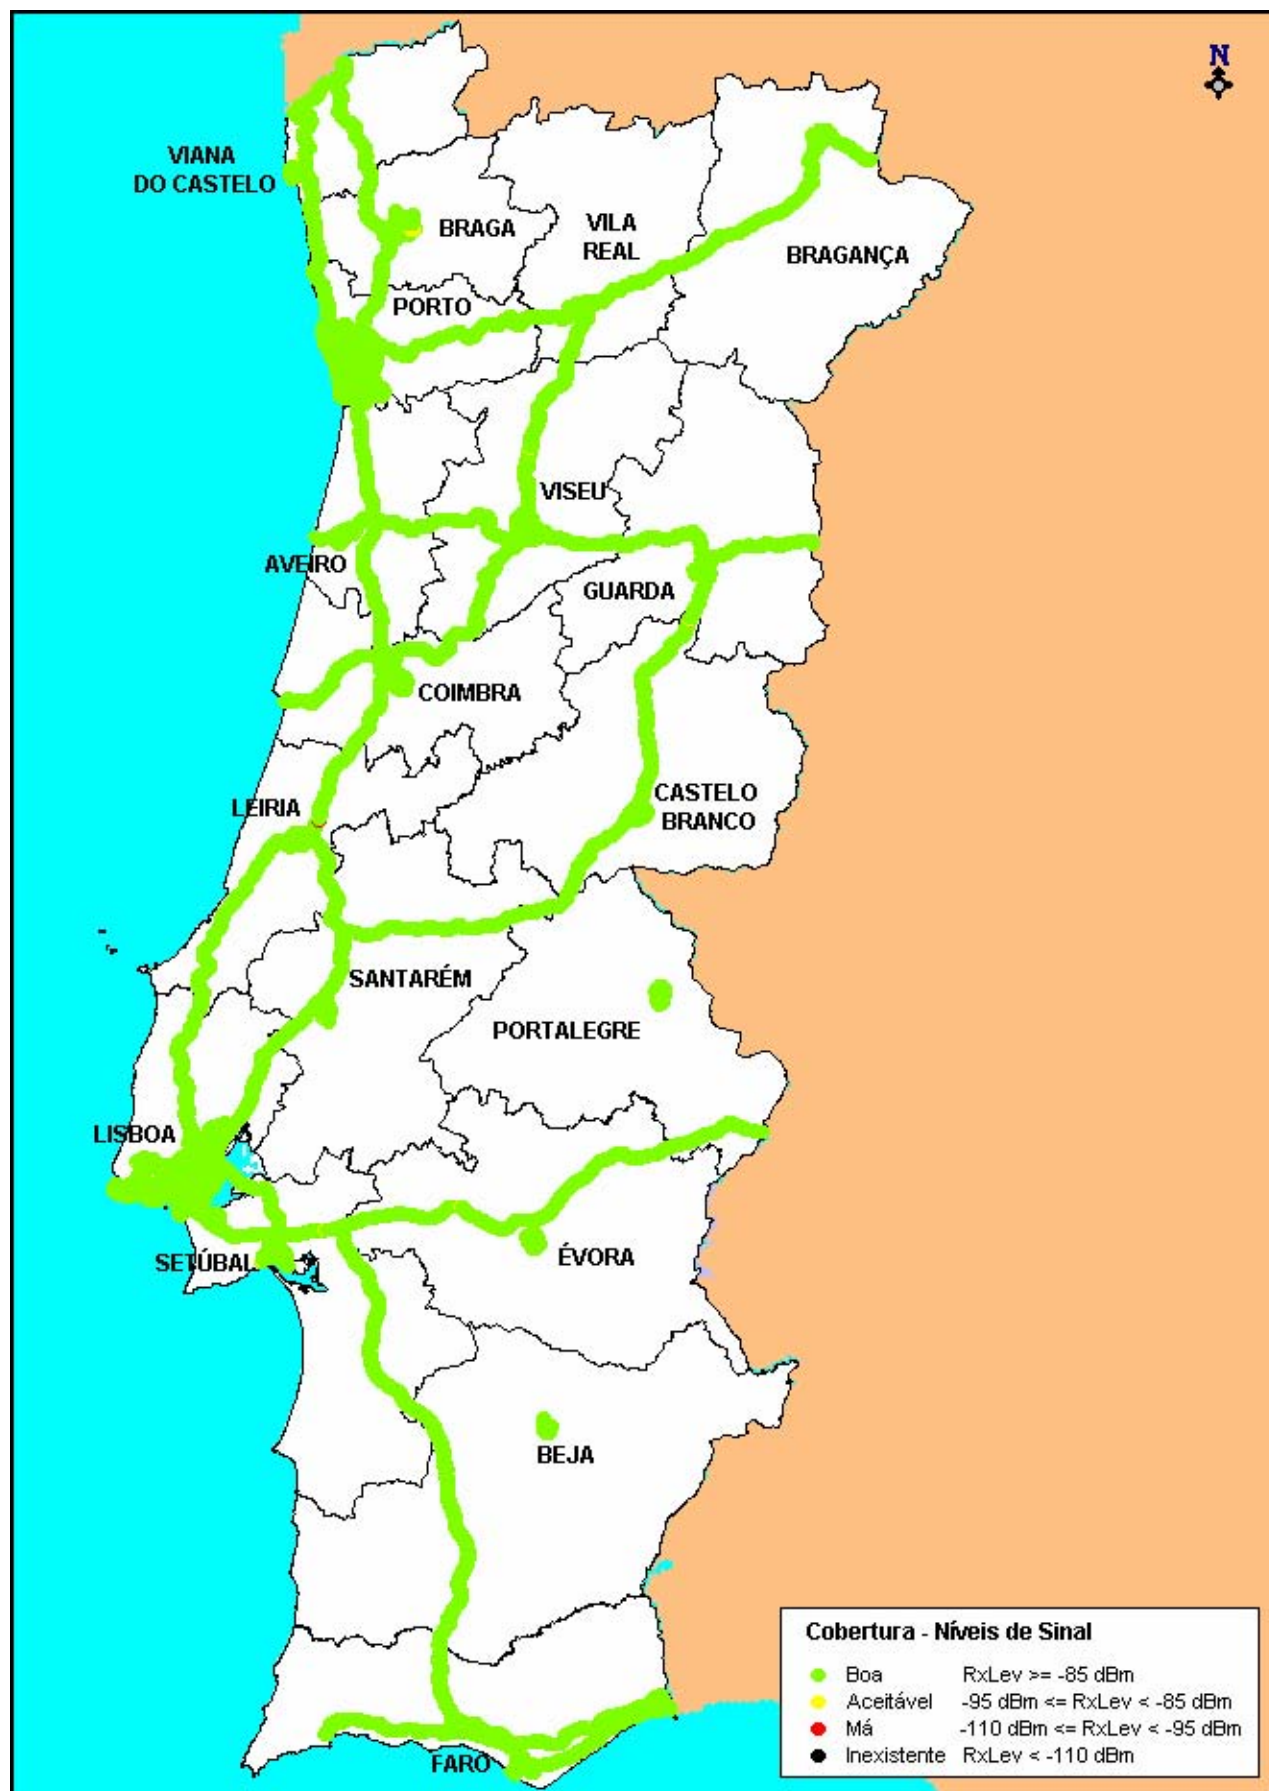 N
VIANA
DO CASTELO
BRAGA
VILA
REAL
BRAGANÇA
PORTO
VISEU
AVEIRO
GUARDA
COIMBRA
LEIRIA
CASTELO
BRANCO
SANTARÉM
PORTALEGRE
LISBOA
SETÚBAL
ÉVORA
BEJA
FARO
Cobertura - Níveis de Sinal
Boa RxLev >= -85 dBm
Aceitável -95 dBm <= RxLev < -85 dBm
Má -110 dBm <= RxLev < -95 dBm
Inexistente RxLev < -110 dBm